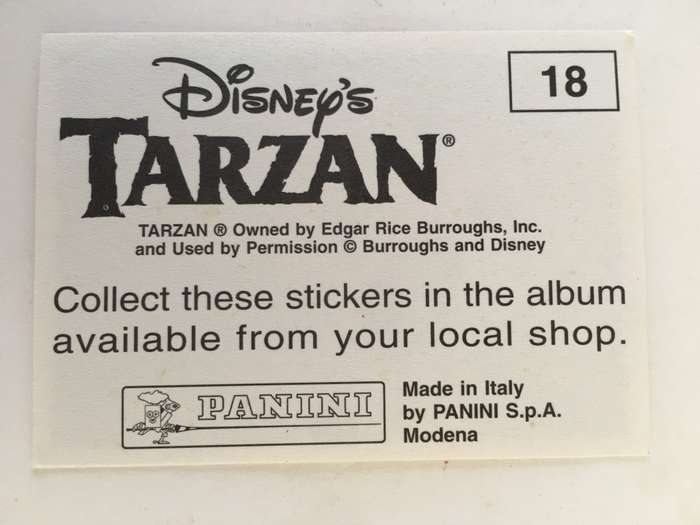 Disney's
18
TARZAN®
TARZAN ® Owned by Edgar Rice Burroughs, Inc.
and Used by Permission © Burroughs and Disney
Collect these stickers in the album
available from your local shop.
PANINI
Made in Italy
by PANINI S.p.A.
Modena